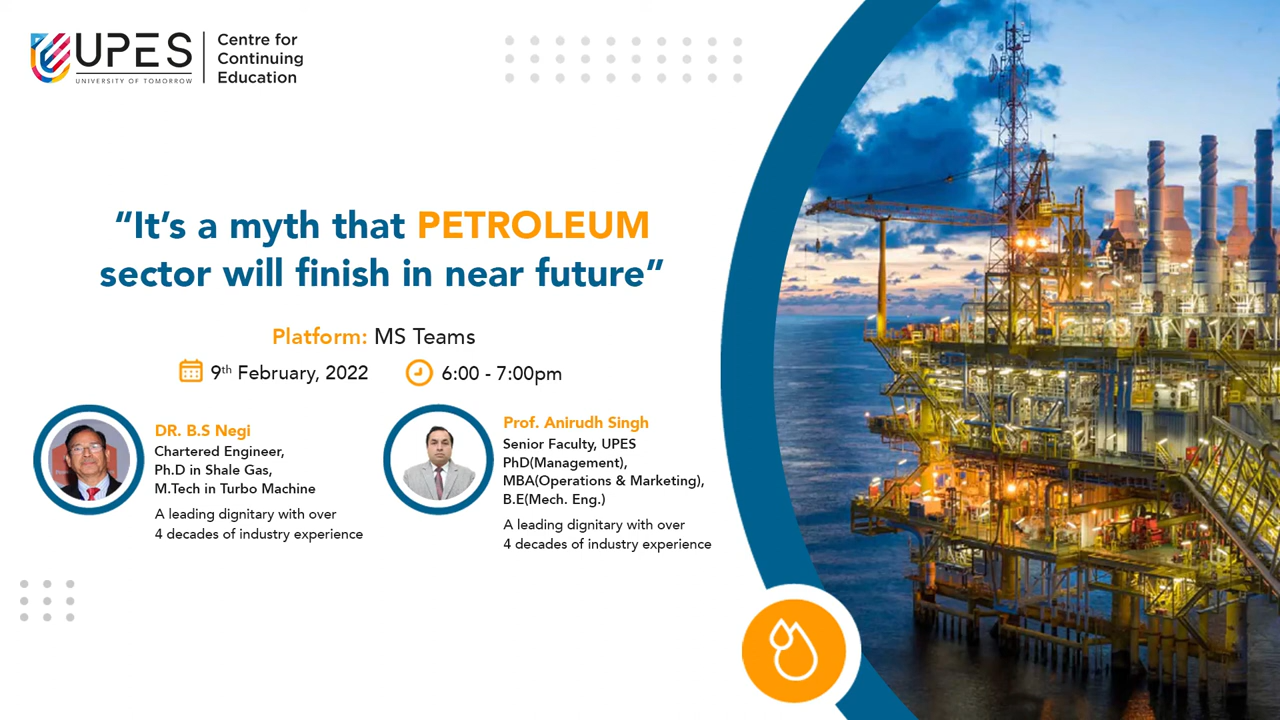 UPES
UNIVERSITY OF TOMORROW
Centre for
Continuing
Education
“It’s a myth that PETROLEUM
sector will finish in near future”
Platform: MS Teams
9th February, 2022
6:00 - 7:00pm
DR. B.S Negi
Chartered Engineer,
Ph.D in Shale Gas,
M.Tech in Turbo Machine
A leading dignitary with over
4 decades of industry experience
Prof. Anirudh Singh
Senior Faculty, UPES
PhD(Management),
MBA(Operations & Marketing),
B.E(Mech. Eng.)
A leading dignitary with over
4 decades of industry experience